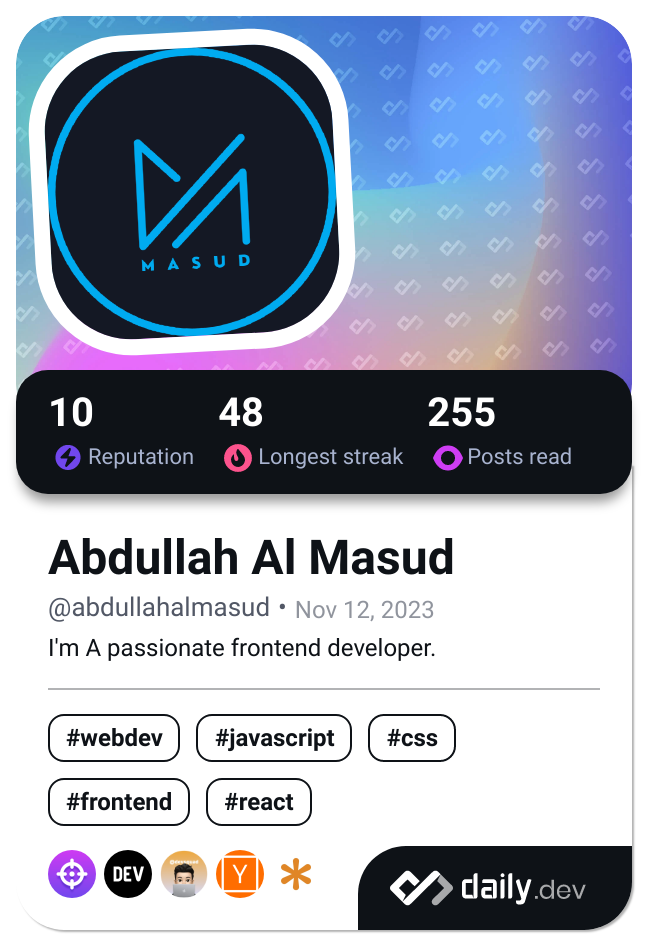 MASUD
10 48 255
Reputation Longest streak Posts read
Abdullah Al Masud
@abdullahalmasud • Nov 12, 2023
I'm A passionate frontend developer.
#webdev #javascript #css
#frontend #react
DEV Y
daily.dev